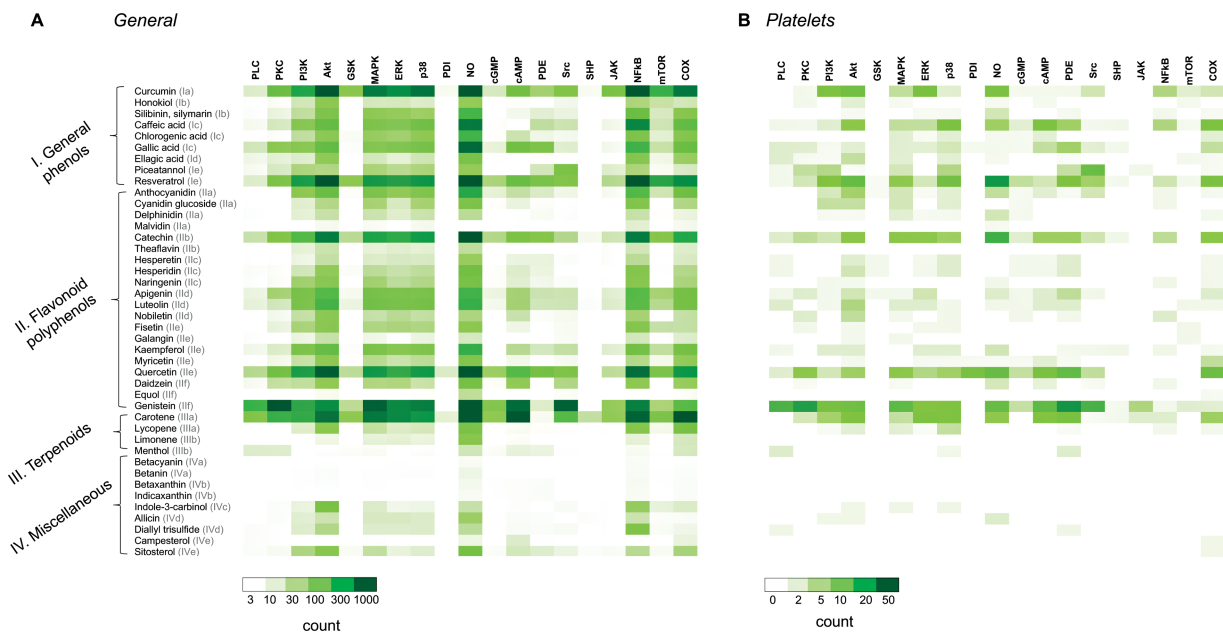 A General
B Platelets
PLC PKC PI3K Akt GSK MAPK ERK p38 PDI NO cGMP cAMP PDE Src SHP JAK NFkB mTOR COX
PLC PKC PI3K Akt GSK MAPK ERK p38 PDI NO cGMP cAMP PDE Src SHP JAK NFkB mTOR COX
I. General
phenols
Curcumin (Ia)
Honokiol (Ib)
Silibinin, silymarin (Ib)
Caffeic acid (Ic)
Chlorogenic acid (Ic)
Gallic acid (Ic)
Ellagic acid (Id)
Piceatannol (Ie)
Resveratrol (Ie)
II. Flavonoid
polyphenols
Anthocyanidin (IIa)
Cyanidin glucoside (IIa)
Delphinidin (IIa)
Malvidin (IIa)
Catechin (IIb)
Theaflavin (IIb)
Hesperetin (IIc)
Hesperidin (IIc)
Naringenin (IIc)
Apigenin (IId)
Luteolin (IId)
Nobiletin (IId)
Fisetin (IIe)
Galangin (IIe)
Kaempferol (IIe)
Myricetin (IIe)
Quercetin (IIe)
Daidzein (IIf)
Equol (IIf)
Genistein (IIf)
III. Terpenoids
Carotene (IIIa)
Lycopene (IIIa)
Limonene (IIIb)
Menthol (IIIb)
IV. Miscellaneous
Betacyanin (IVa)
Betanin (IVa)
Betaxanthin (IVb)
Indicaxanthin (IVb)
Indole-3-carbinol (IVc)
Allicin (IVd)
Diallyl trisulfide (IVd)
Campesterol (IVe)
Sitosterol (IVe)
3 10 30 100 300 1000
count
0 2 5 10 20 50
count